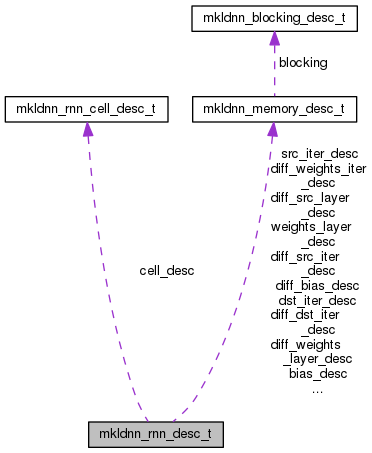 mkldnn_blocking_desc_t
blocking
mkldnn_rnn_cell_desc_t
mkldnn_memory_desc_t
src_iter_desc
diff_weights_iter
_desc
diff_src_layer
_desc
weights_layer
_desc
diff_src_iter
_desc
diff_bias_desc
dst_iter_desc
diff_dst_iter
_desc
diff_weights
_layer_desc
bias_desc
...
cell_desc
mkldnn_rnn_desc_t